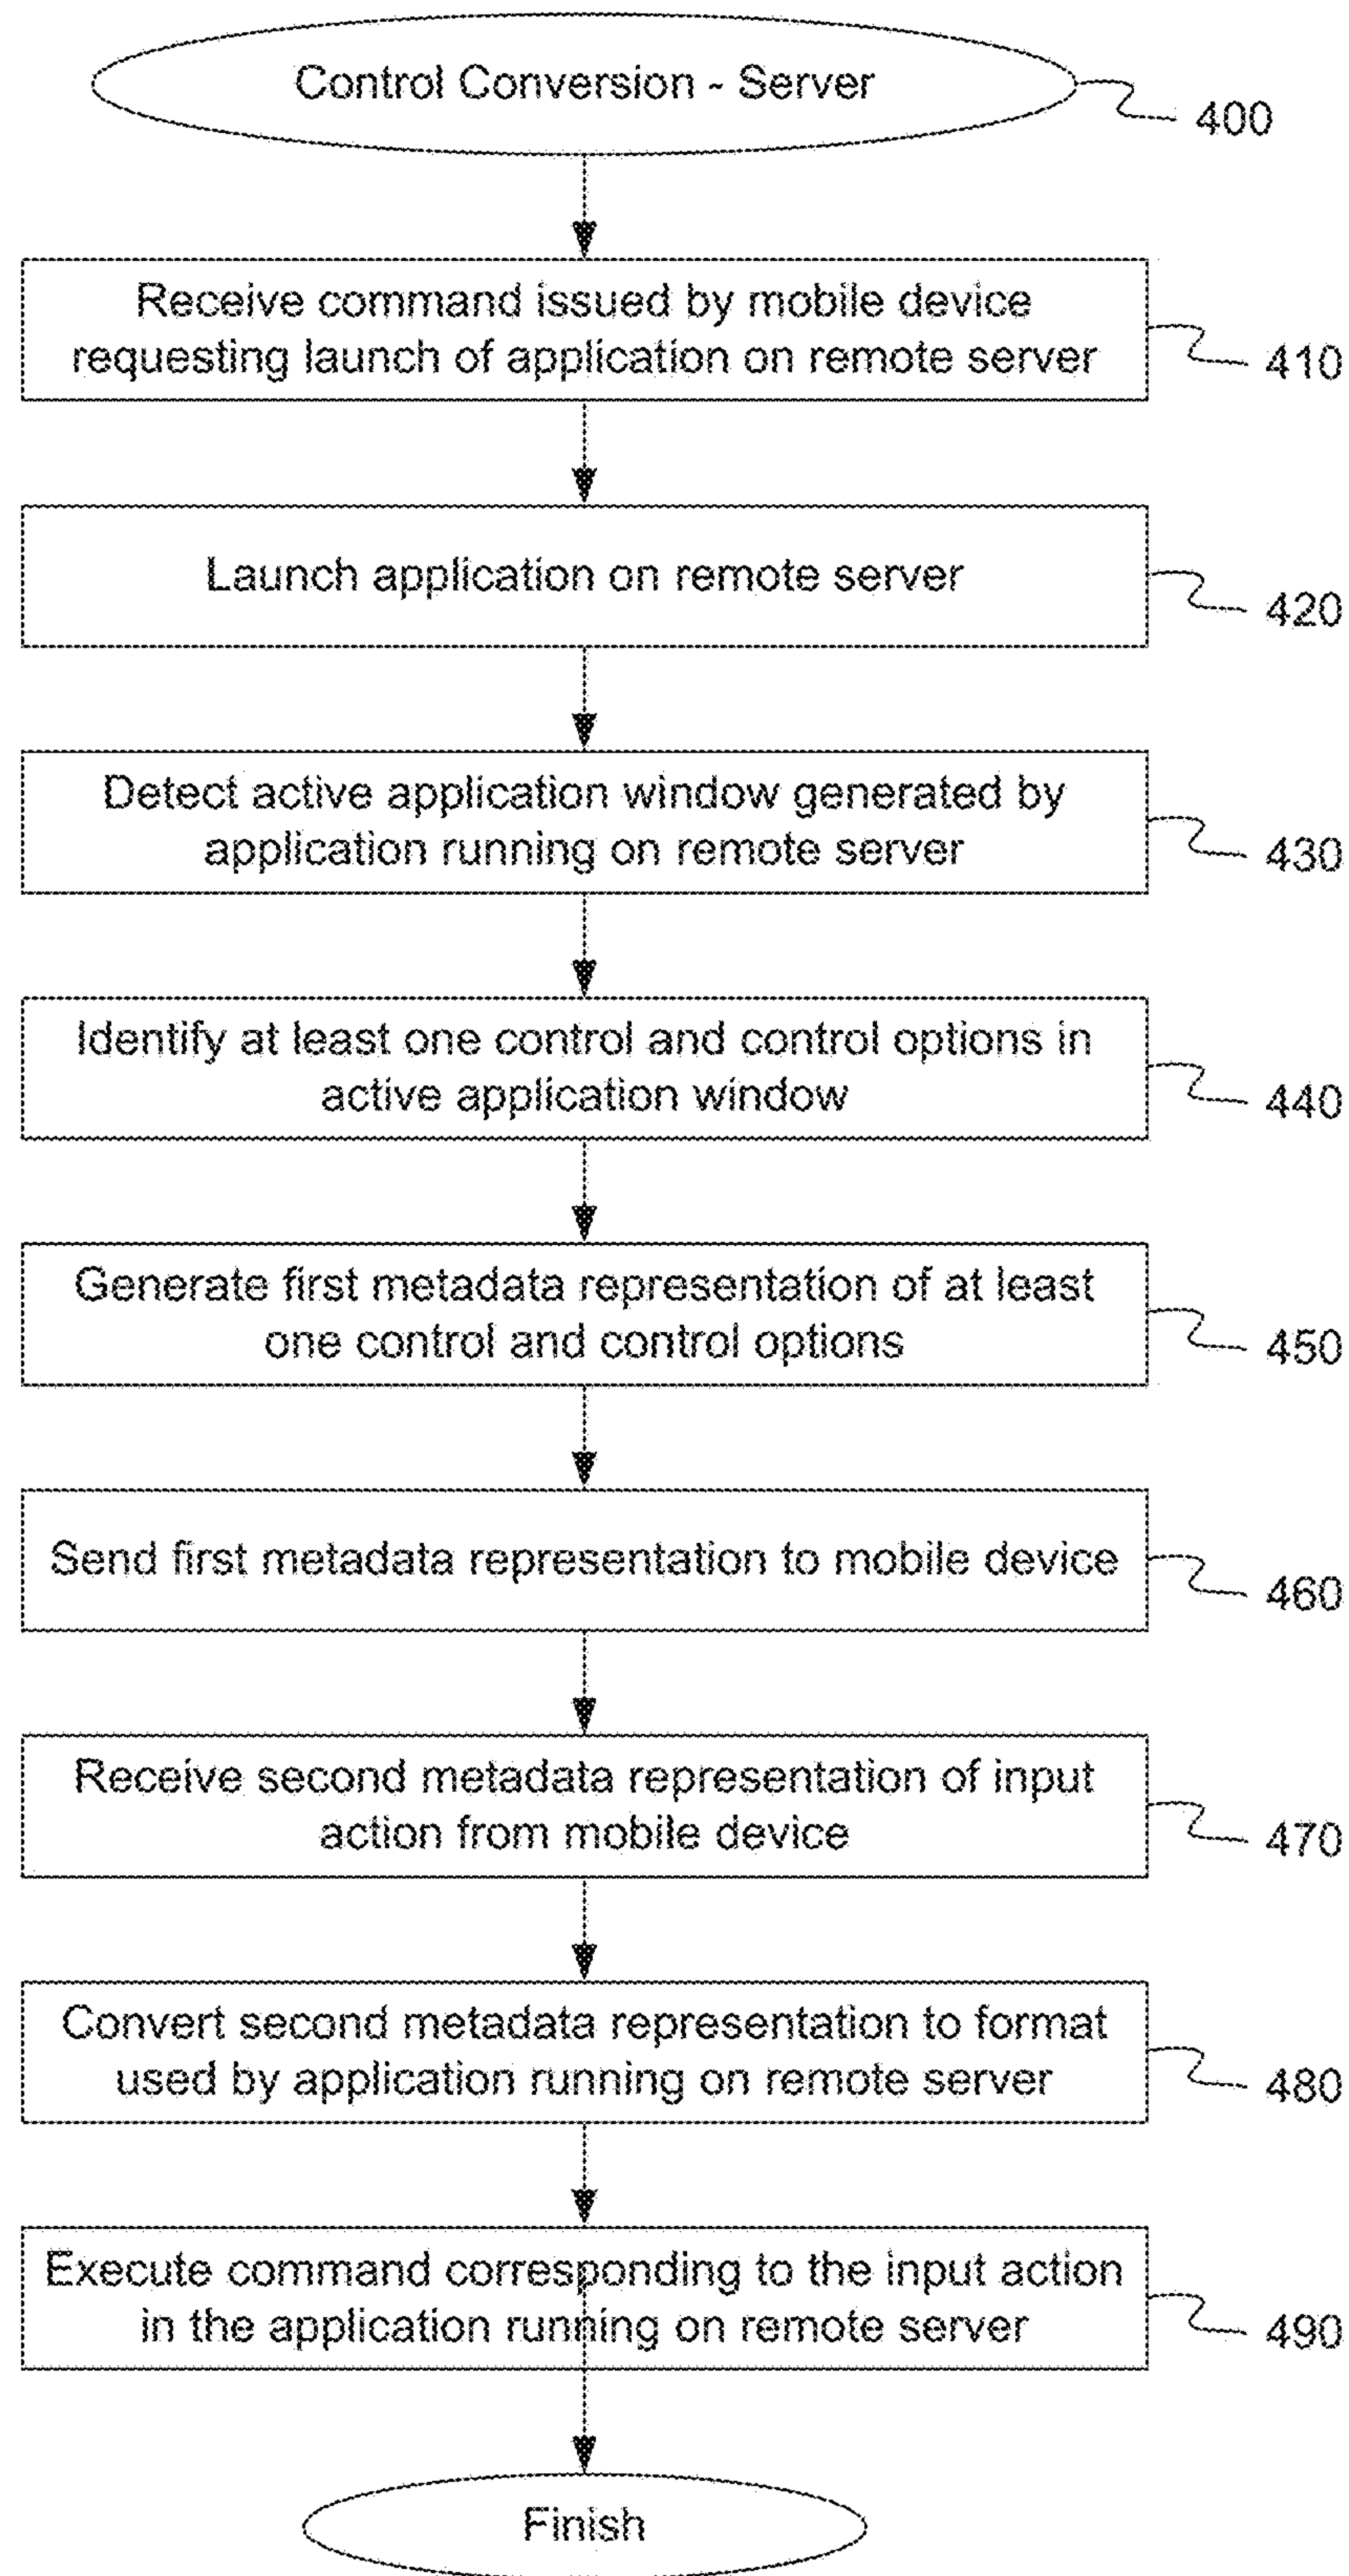 Control Conversion - Server
400
Receive command issued by mobile device
requesting launch of application on remote server
410
Launch application on remote server
420
Detect active application window generated by
application running on remote server
430
Identify at least one control and control options in
active application window
440
Generate first metadata representation of at least
one control and control options
450
Send first metadata representation to mobile device
460
Receive second metadata representation of input
action from mobile device
470
Convert second metadata representation to format
used by application running on remote server
480
Execute command corresponding to the input action
in the application running on remote server
490
Finish